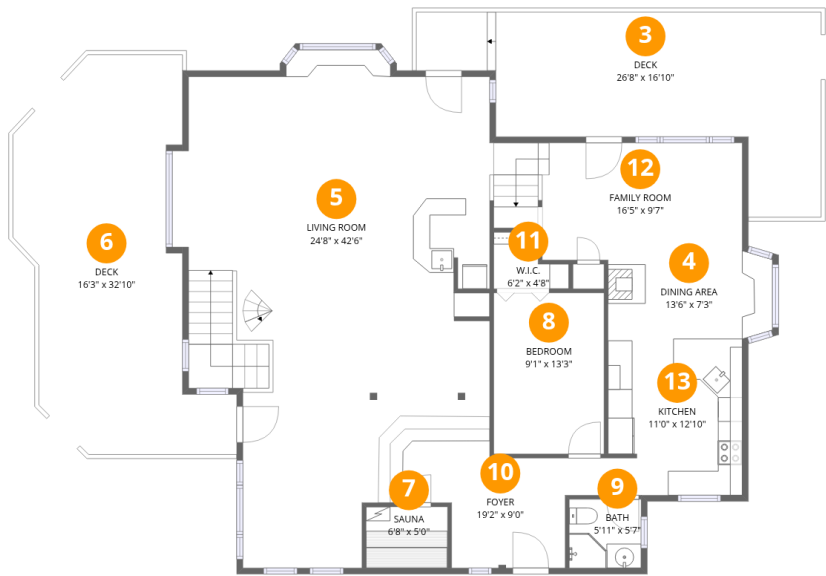 3
DECK
26'8" x 16'10"
12
FAMILY ROOM
16'5" x 9'7"
5
LIVING ROOM
24'8" x 42'6"
6
DECK
16'3" x 32'10"
11
W.I.C.
6'2" x 4'8"
4
DINING AREA
13'6" x 7'3"
8
BEDROOM
9'1" x 13'3"
13
KITCHEN
11'0" x 12'10"
10
FOYER
19'2" x 9'0"
7
SAUNA
6'8" x 5'0"
9
BATH
5'11" x 5'7"